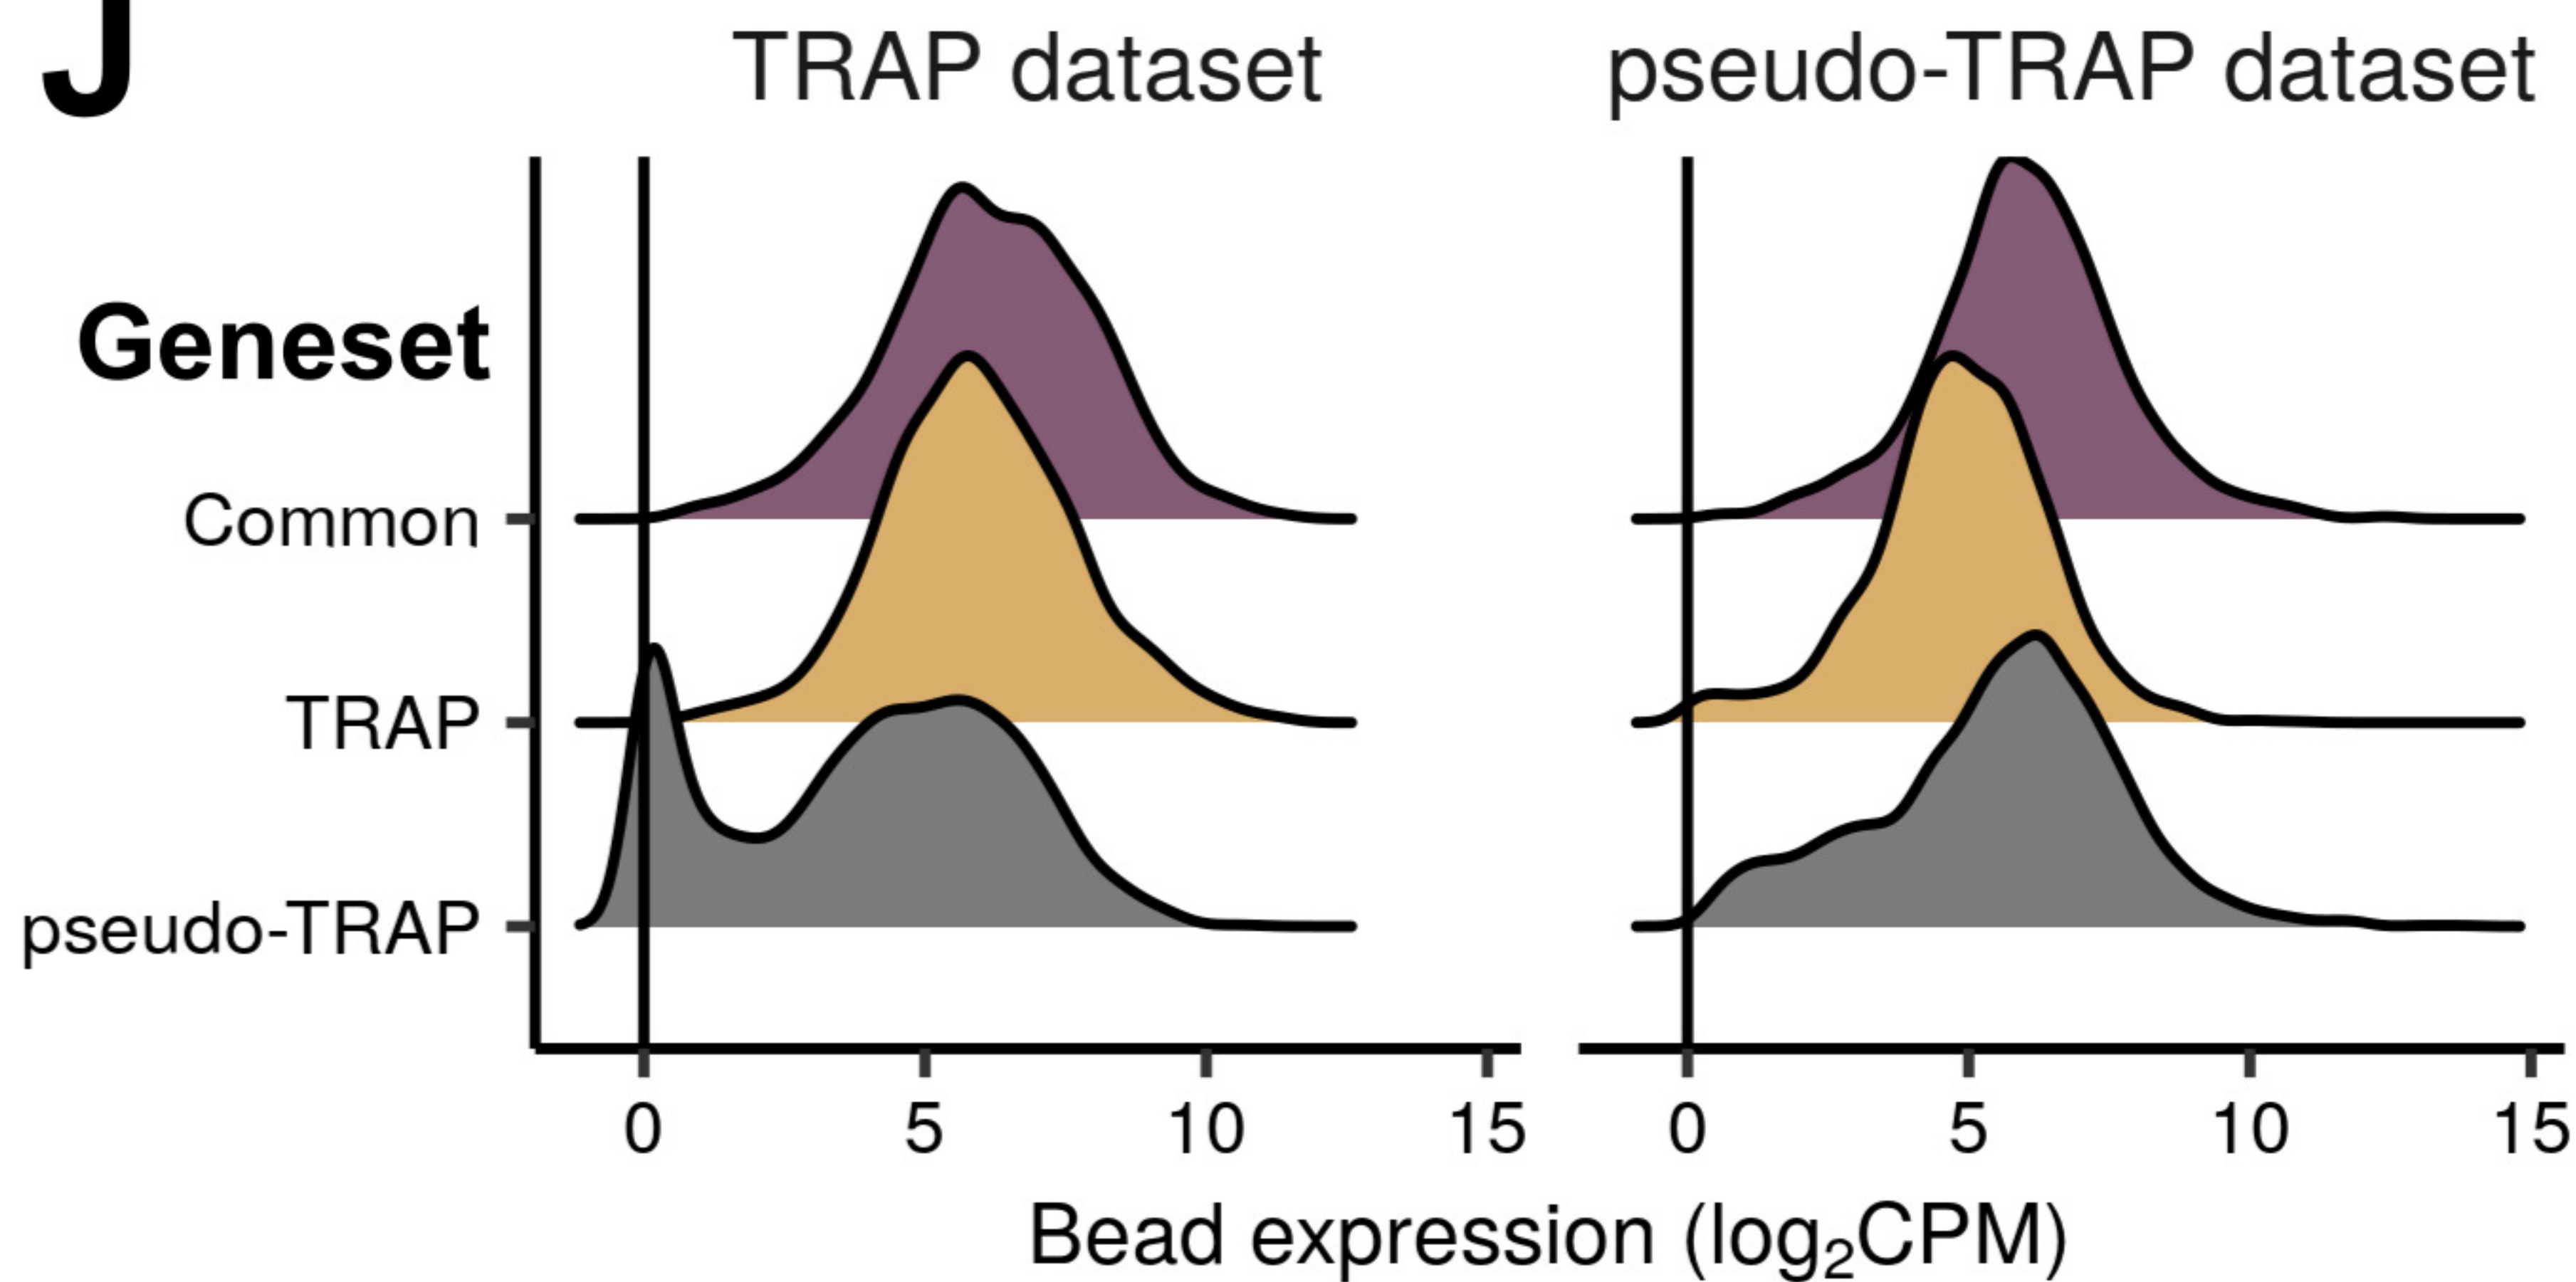 J
TRAP dataset
pseudo-TRAP dataset
Geneset
Common
TRAP
pseudo-TRAP
0 5 10 15
0 5 10 15
Bead expression (log₂CPM)